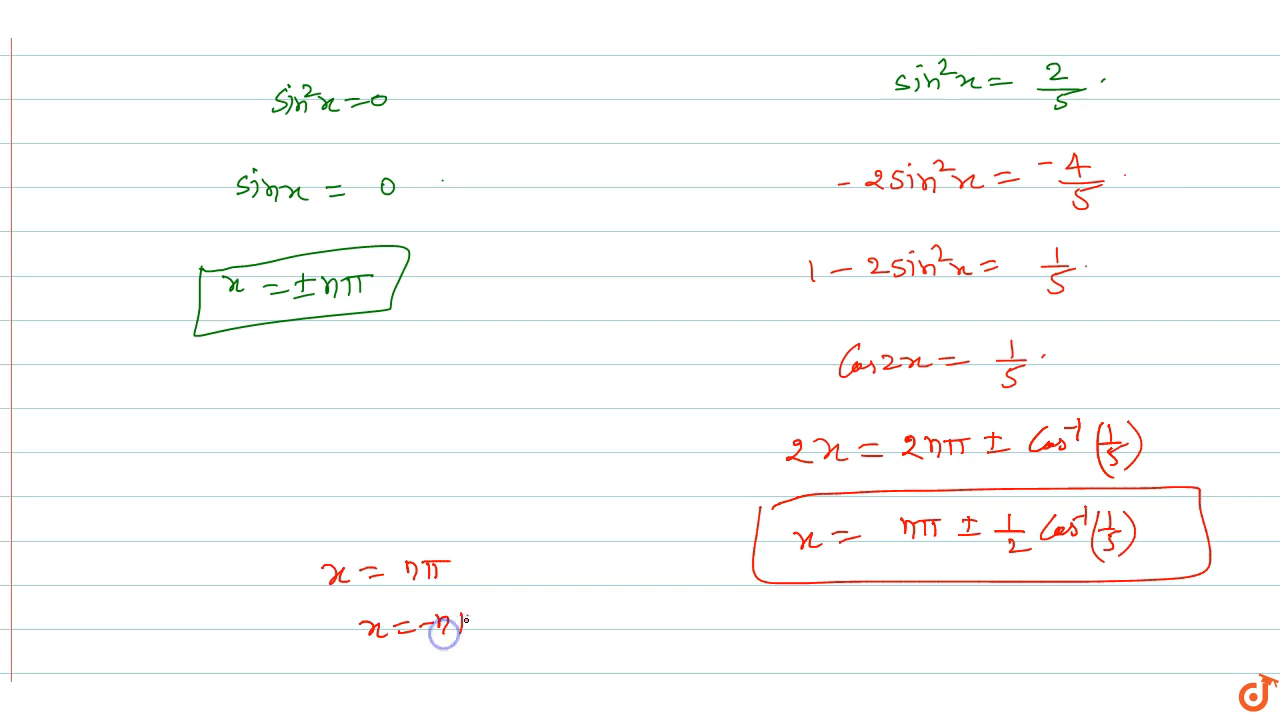 sin²x = 0
sinx = 0
x = ± nπ
x = nπ
x = -n
sin²x = 2/5
- 2sin²x = -4/5
1 - 2sin²x = 1/5
Cos2x = 1/5
2x = 2nπ ± Cos⁻¹(1/5)
x = nπ ± 1/2 Cos⁻¹(1/5)